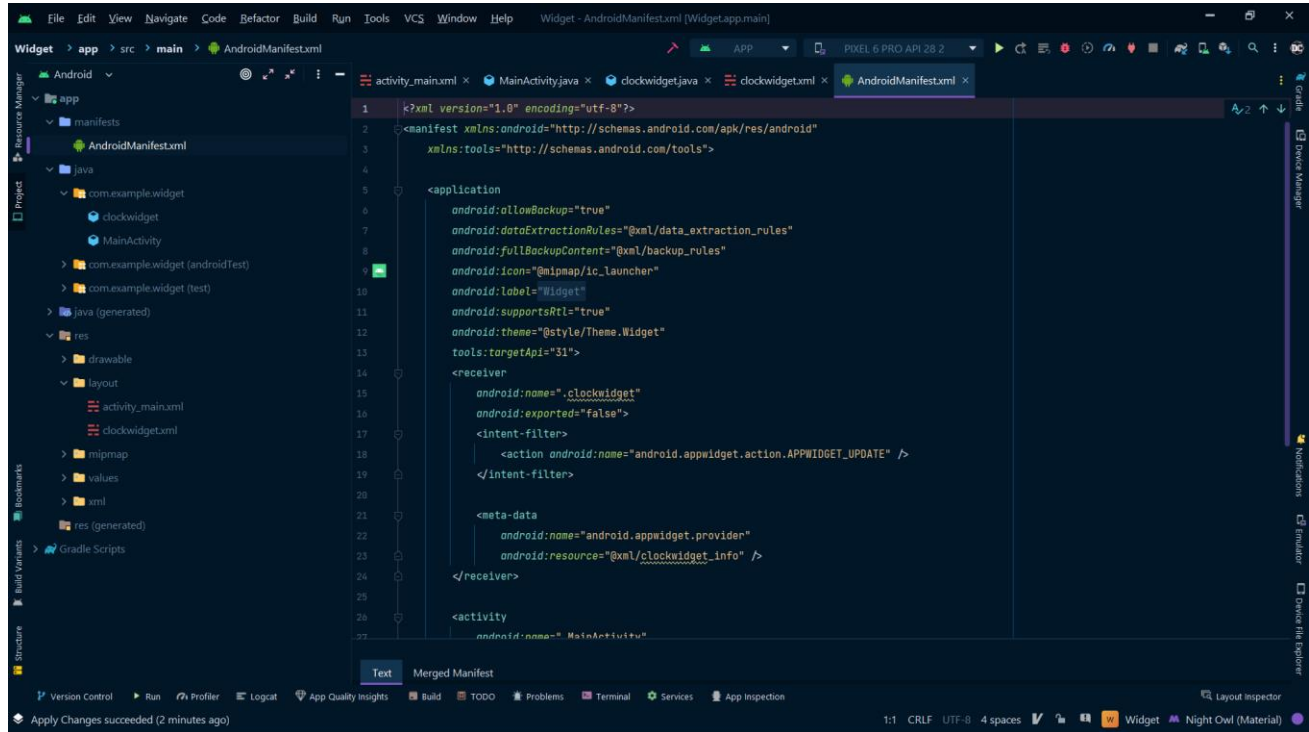 File Edit View Navigate Code Refactor Build Run Tools VCS Window Help Widget - AndroidManifest.xml [Widget.app.main]
Widget > app > src > main > AndroidManifest.xml
APP
PIXEL 6 PRO API 28 2
Android
activity_main.xml
MainActivity.java
clockwidget.java
clockwidget.xml
AndroidManifest.xml
Resource Manager
Project
Bookmarks
Build Variants
Structure
app
manifests
AndroidManifest.xml
java
com.example.widget
clockwidget
MainActivity
com.example.widget (androidTest)
com.example.widget (test)
java (generated)
res
drawable
layout
activity_main.xml
clockwidget.xml
mipmap
values
xml
res (generated)
Gradle Scripts
1 <?xml version="1.0" encoding="utf-8"?>
2 <manifest xmlns:android="http://schemas.android.com/apk/res/android"
3 xmlns:tools="http://schemas.android.com/tools">
4
5 <application
6 android:allowBackup="true"
7 android:dataExtractionRules="@xml/data_extraction_rules"
8 android:fullBackupContent="@xml/backup_rules"
9 android:icon="@mipmap/ic_launcher"
10 android:label="Widget"
11 android:supportsRtl="true"
12 android:theme="@style/Theme.Widget"
13 tools:targetApi="31">
14 <receiver
15 android:name=".clockwidget"
16 android:exported="false">
17 <intent-filter>
18 <action android:name="android.appwidget.action.APPWIDGET_UPDATE" />
19 </intent-filter>
20
21 <meta-data
22 android:name="android.appwidget.provider"
23 android:resource="@xml/clockwidget_info" />
24 </receiver>
25
26 <activity
27 android:name=".MainActivity"
2
Gradle
Device Manager
Notifications
Emulator
Device File Explorer
Text Merged Manifest
Version Control Run Profiler Logcat App Quality Insights Build TODO Problems Terminal Services App Inspection Layout Inspector
Apply Changes succeeded (2 minutes ago) 1:1 CRLF UTF-8 4 spaces W Widget Night Owl (Material)